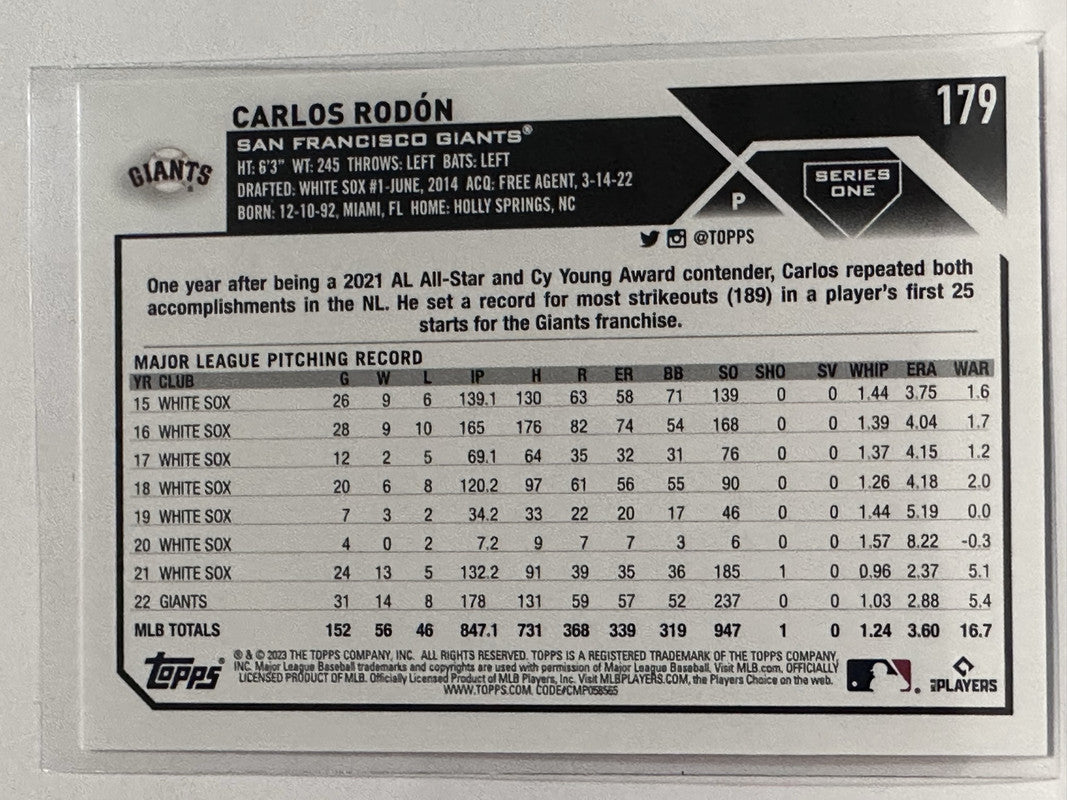 CARLOS RODÓN
179
SAN FRANCISCO GIANTS®
GIANTS
HT: 6'3" WT: 245 THROWS: LEFT BATS: LEFT
DRAFTED: WHITE SOX #1-JUNE, 2014 ACQ: FREE AGENT, 3-14-22
BORN: 12-10-92, MIAMI, FL HOME: HOLLY SPRINGS, NC
P
SERIES
ONE
@TOPPS
One year after being a 2021 AL All-Star and Cy Young Award contender, Carlos repeated both
accomplishments in the NL. He set a record for most strikeouts (189) in a player's first 25
starts for the Giants franchise.
MAJOR LEAGUE PITCHING RECORD
YR CLUB G W L IP H R ER BB SO SHO SV WHIP ERA WAR
15 WHITE SOX 26 9 6 139.1 130 63 58 71 139 0 0 1.44 3.75 1.6
16 WHITE SOX 28 9 10 165 176 82 74 54 168 0 0 1.39 4.04 1.7
17 WHITE SOX 12 2 5 69.1 64 35 32 31 76 0 0 1.37 4.15 1.2
18 WHITE SOX 20 6 8 120.2 97 61 56 55 90 0 0 1.26 4.18 2.0
19 WHITE SOX 7 3 2 34.2 33 22 20 17 46 0 0 1.44 5.19 0.0
20 WHITE SOX 4 0 2 7.2 9 7 7 3 6 0 0 1.57 8.22 -0.3
21 WHITE SOX 24 13 5 132.2 91 39 35 36 185 1 0 0.96 2.37 5.1
22 GIANTS 31 14 8 178 131 59 57 52 237 0 0 1.03 2.88 5.4
MLB TOTALS 152 56 46 847.1 731 368 339 319 947 1 0 1.24 3.60 16.7
Topps®
® & © 2023 THE TOPPS COMPANY, INC. ALL RIGHTS RESERVED. TOPPS IS A REGISTERED TRADEMARK OF THE TOPPS COMPANY,
INC. Major League Baseball trademarks and copyrights are used with permission of Major League Baseball. Visit MLB.com. OFFICIALLY
LICENSED PRODUCT OF MLB. Officially Licensed Product of MLB Players, Inc. Visit MLBPLAYERS.COM, the Players Choice on the web.
WWW.TOPPS.COM. CODE#CMP058565
PLAYERS